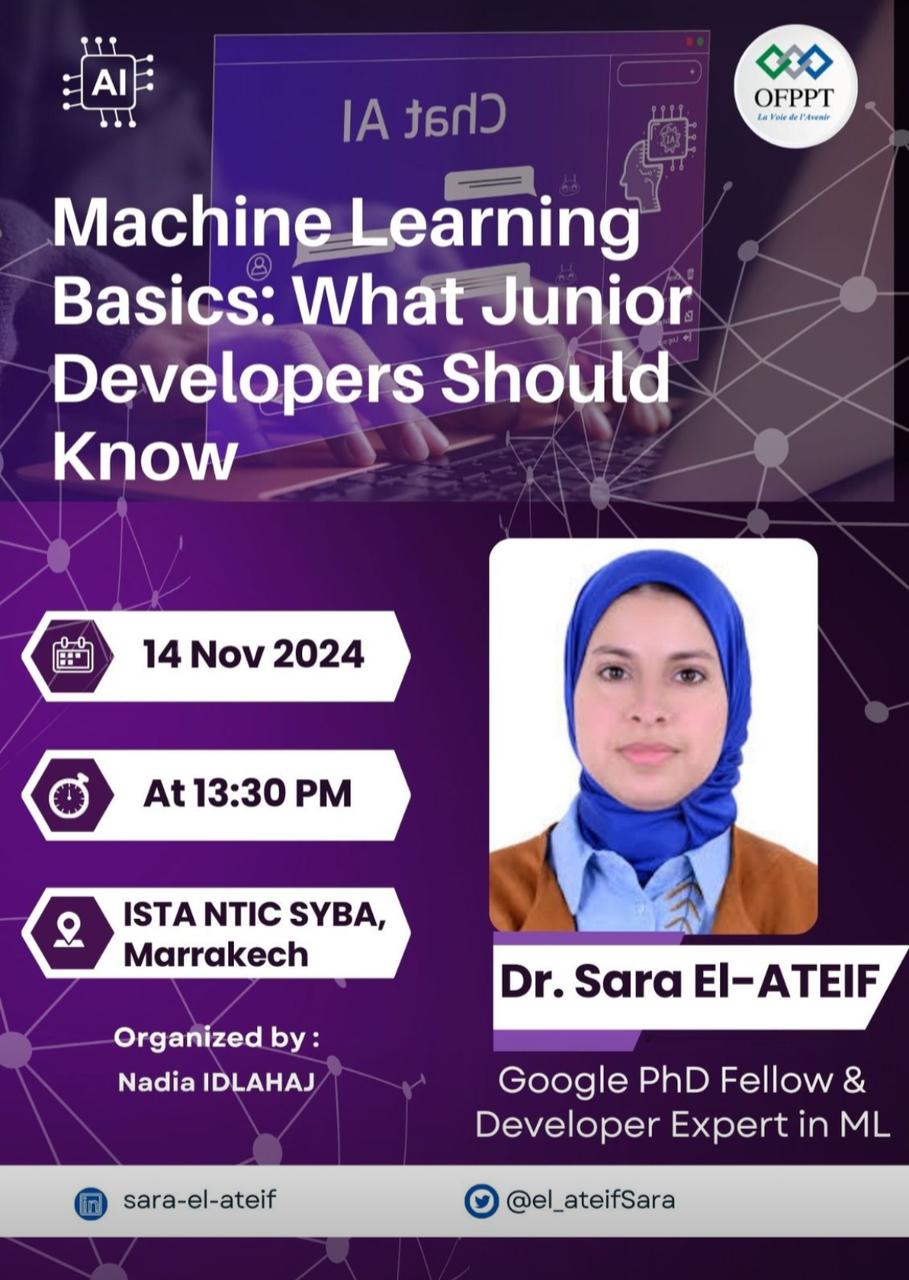 AI
OFPPT
La Voie de l'Avenir
Chat AI
Machine Learning
Basics: What Junior
Developers Should
Know
14 Nov 2024
At 13:30 PM
ISTA NTIC SYBA,
Marrakech
Organized by :
Nadia IDLAHAJ
Dr. Sara El-ATEIF
Google PhD Fellow &
Developer Expert in ML
in
sara-el-ateif
@el_ateifSara